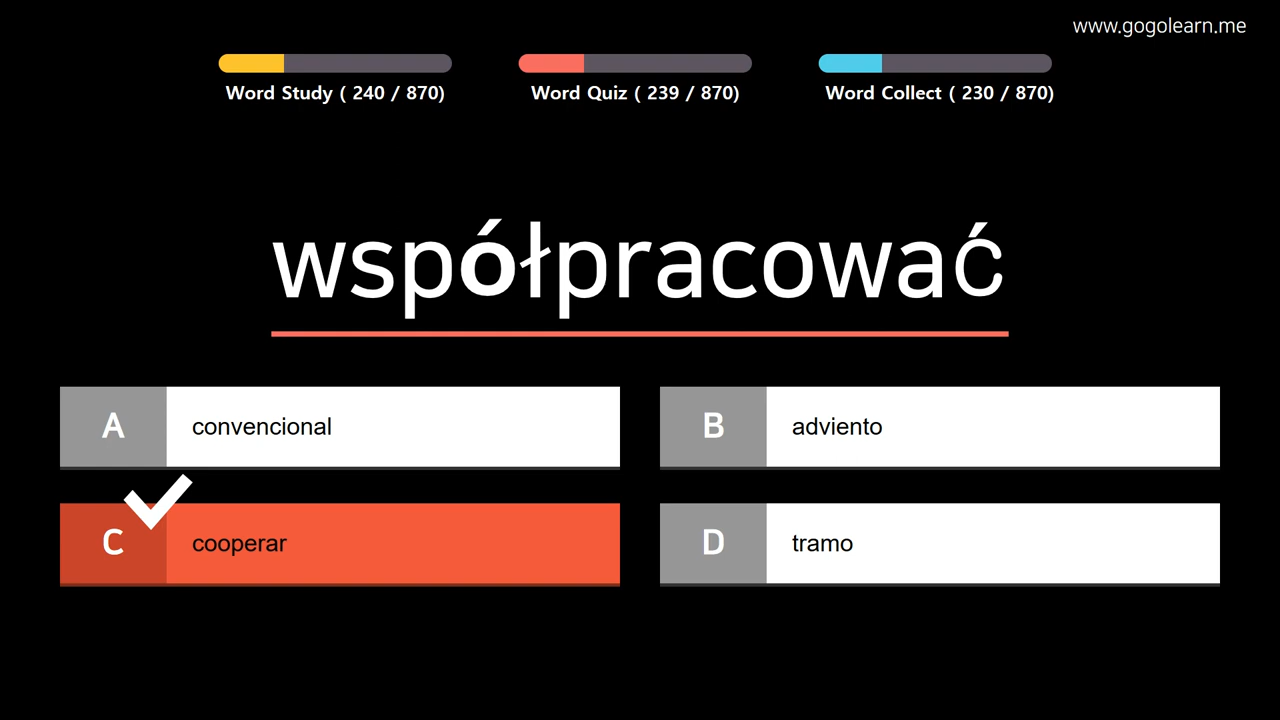 www.gogolearn.me
Word Study ( 240 / 870)
Word Quiz ( 239 / 870)
Word Collect ( 230 / 870)
współpracować
A convencional
B adviento
C cooperar
D tramo